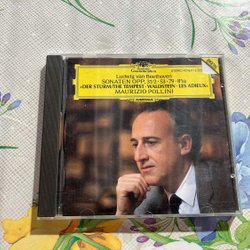 Ludwig van Beethoven
SONATEN OPP. 31/2 · 53 · 79 · 81a
»DER STURM/THE TEMPEST · WALDSTEIN · LES ADIEUX«
MAURIZIO POLLINI